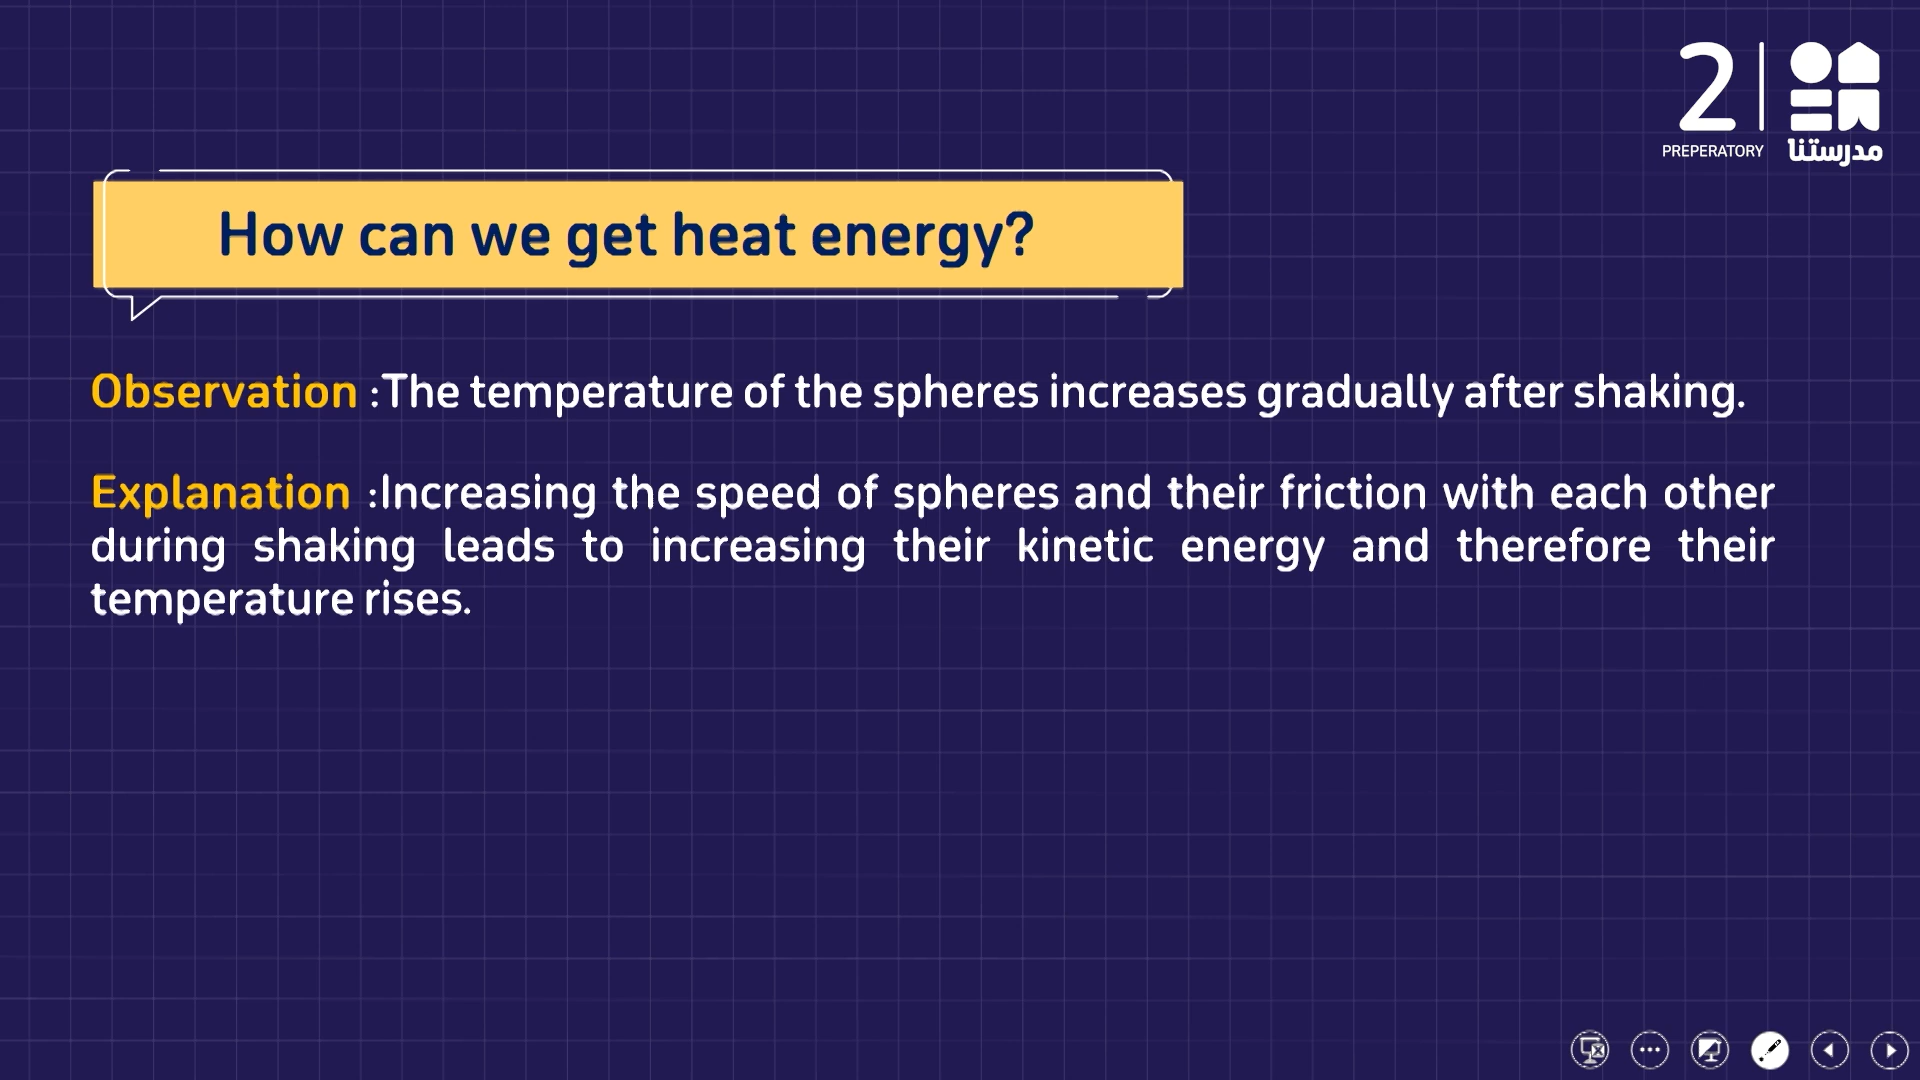 2
PREPERATORY
مدرستنا
How can we get heat energy?
Observation :The temperature of the spheres increases gradually after shaking.
Explanation :Increasing the speed of spheres and their friction with each other
during shaking leads to increasing their kinetic energy and therefore their
temperature rises.